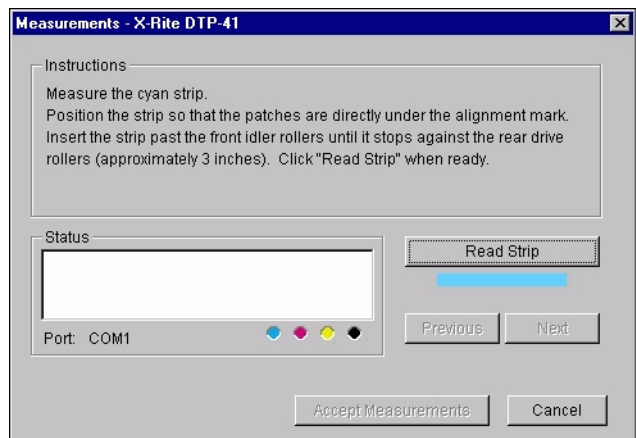 Measurements - X-Rite DTP-41
Instructions
Measure the cyan strip.
Position the strip so that the patches are directly under the alignment mark.
Insert the strip past the front idler rollers until it stops against the rear drive
rollers (approximately 3 inches).  Click "Read Strip" when ready.
Status
Read Strip
Port:  COM1
Previous
Next
Accept Measurements
Cancel